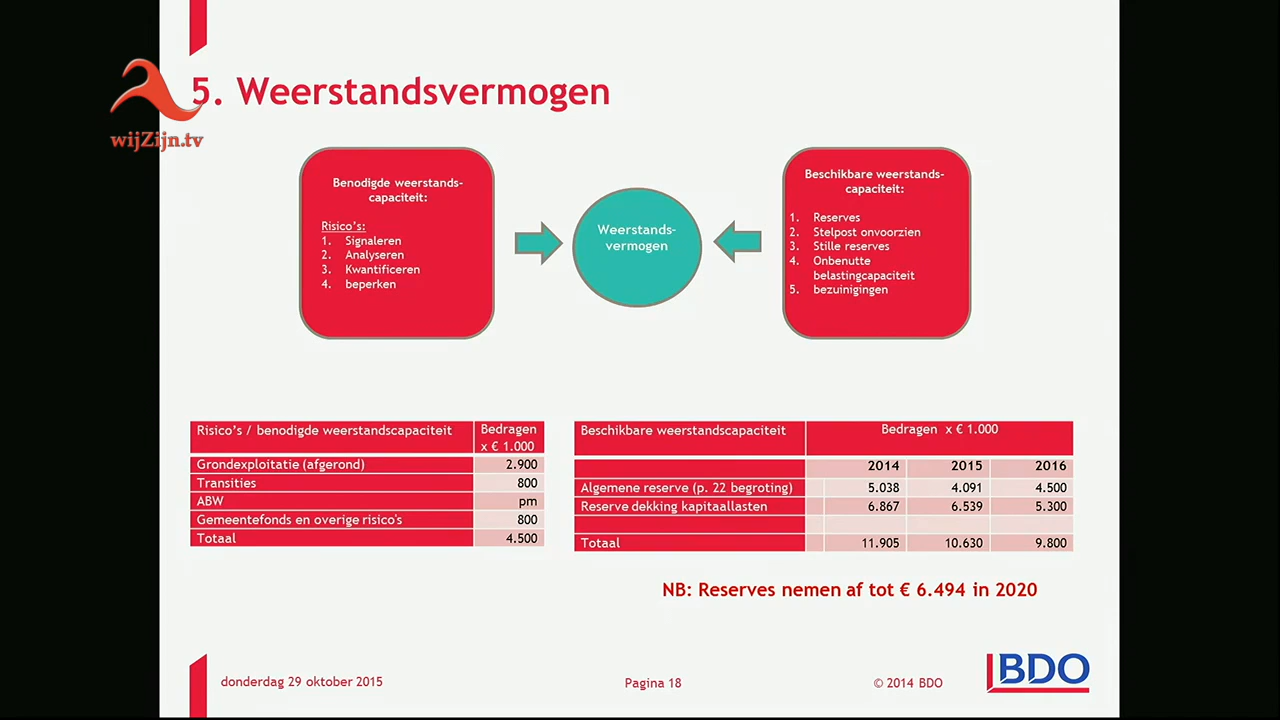 5. Weerstandsvermogen
wijZijn.tv
Benodigde weerstands-
capaciteit:
Risico's:
1. Signaleren
2. Analyseren
3. Kwantificeren
4. beperken
Weerstands-
vermogen
Beschikbare weerstands-
capaciteit:
1. Reserves
2. Stelpost onvoorzien
3. Stille reserves
4. Onbenutte
belastingcapaciteit
5. bezuinigingen
Risico's / benodigde weerstandscapaciteit Bedragen
x € 1.000
Grondexploitatie (afgerond) 2.900
Transities 800
ABW pm
Gemeentefonds en overige risico's 800
Totaal 4.500
Beschikbare weerstandscapaciteit Bedragen x € 1.000
2014 2015 2016
Algemene reserve (p. 22 begroting) 5.038 4.091 4.500
Reserve dekking kapitaallasten 6.867 6.539 5.300
Totaal 11.905 10.630 9.800
NB: Reserves nemen af tot € 6.494 in 2020
donderdag 29 oktober 2015 Pagina 18 © 2014 BDO
BDO